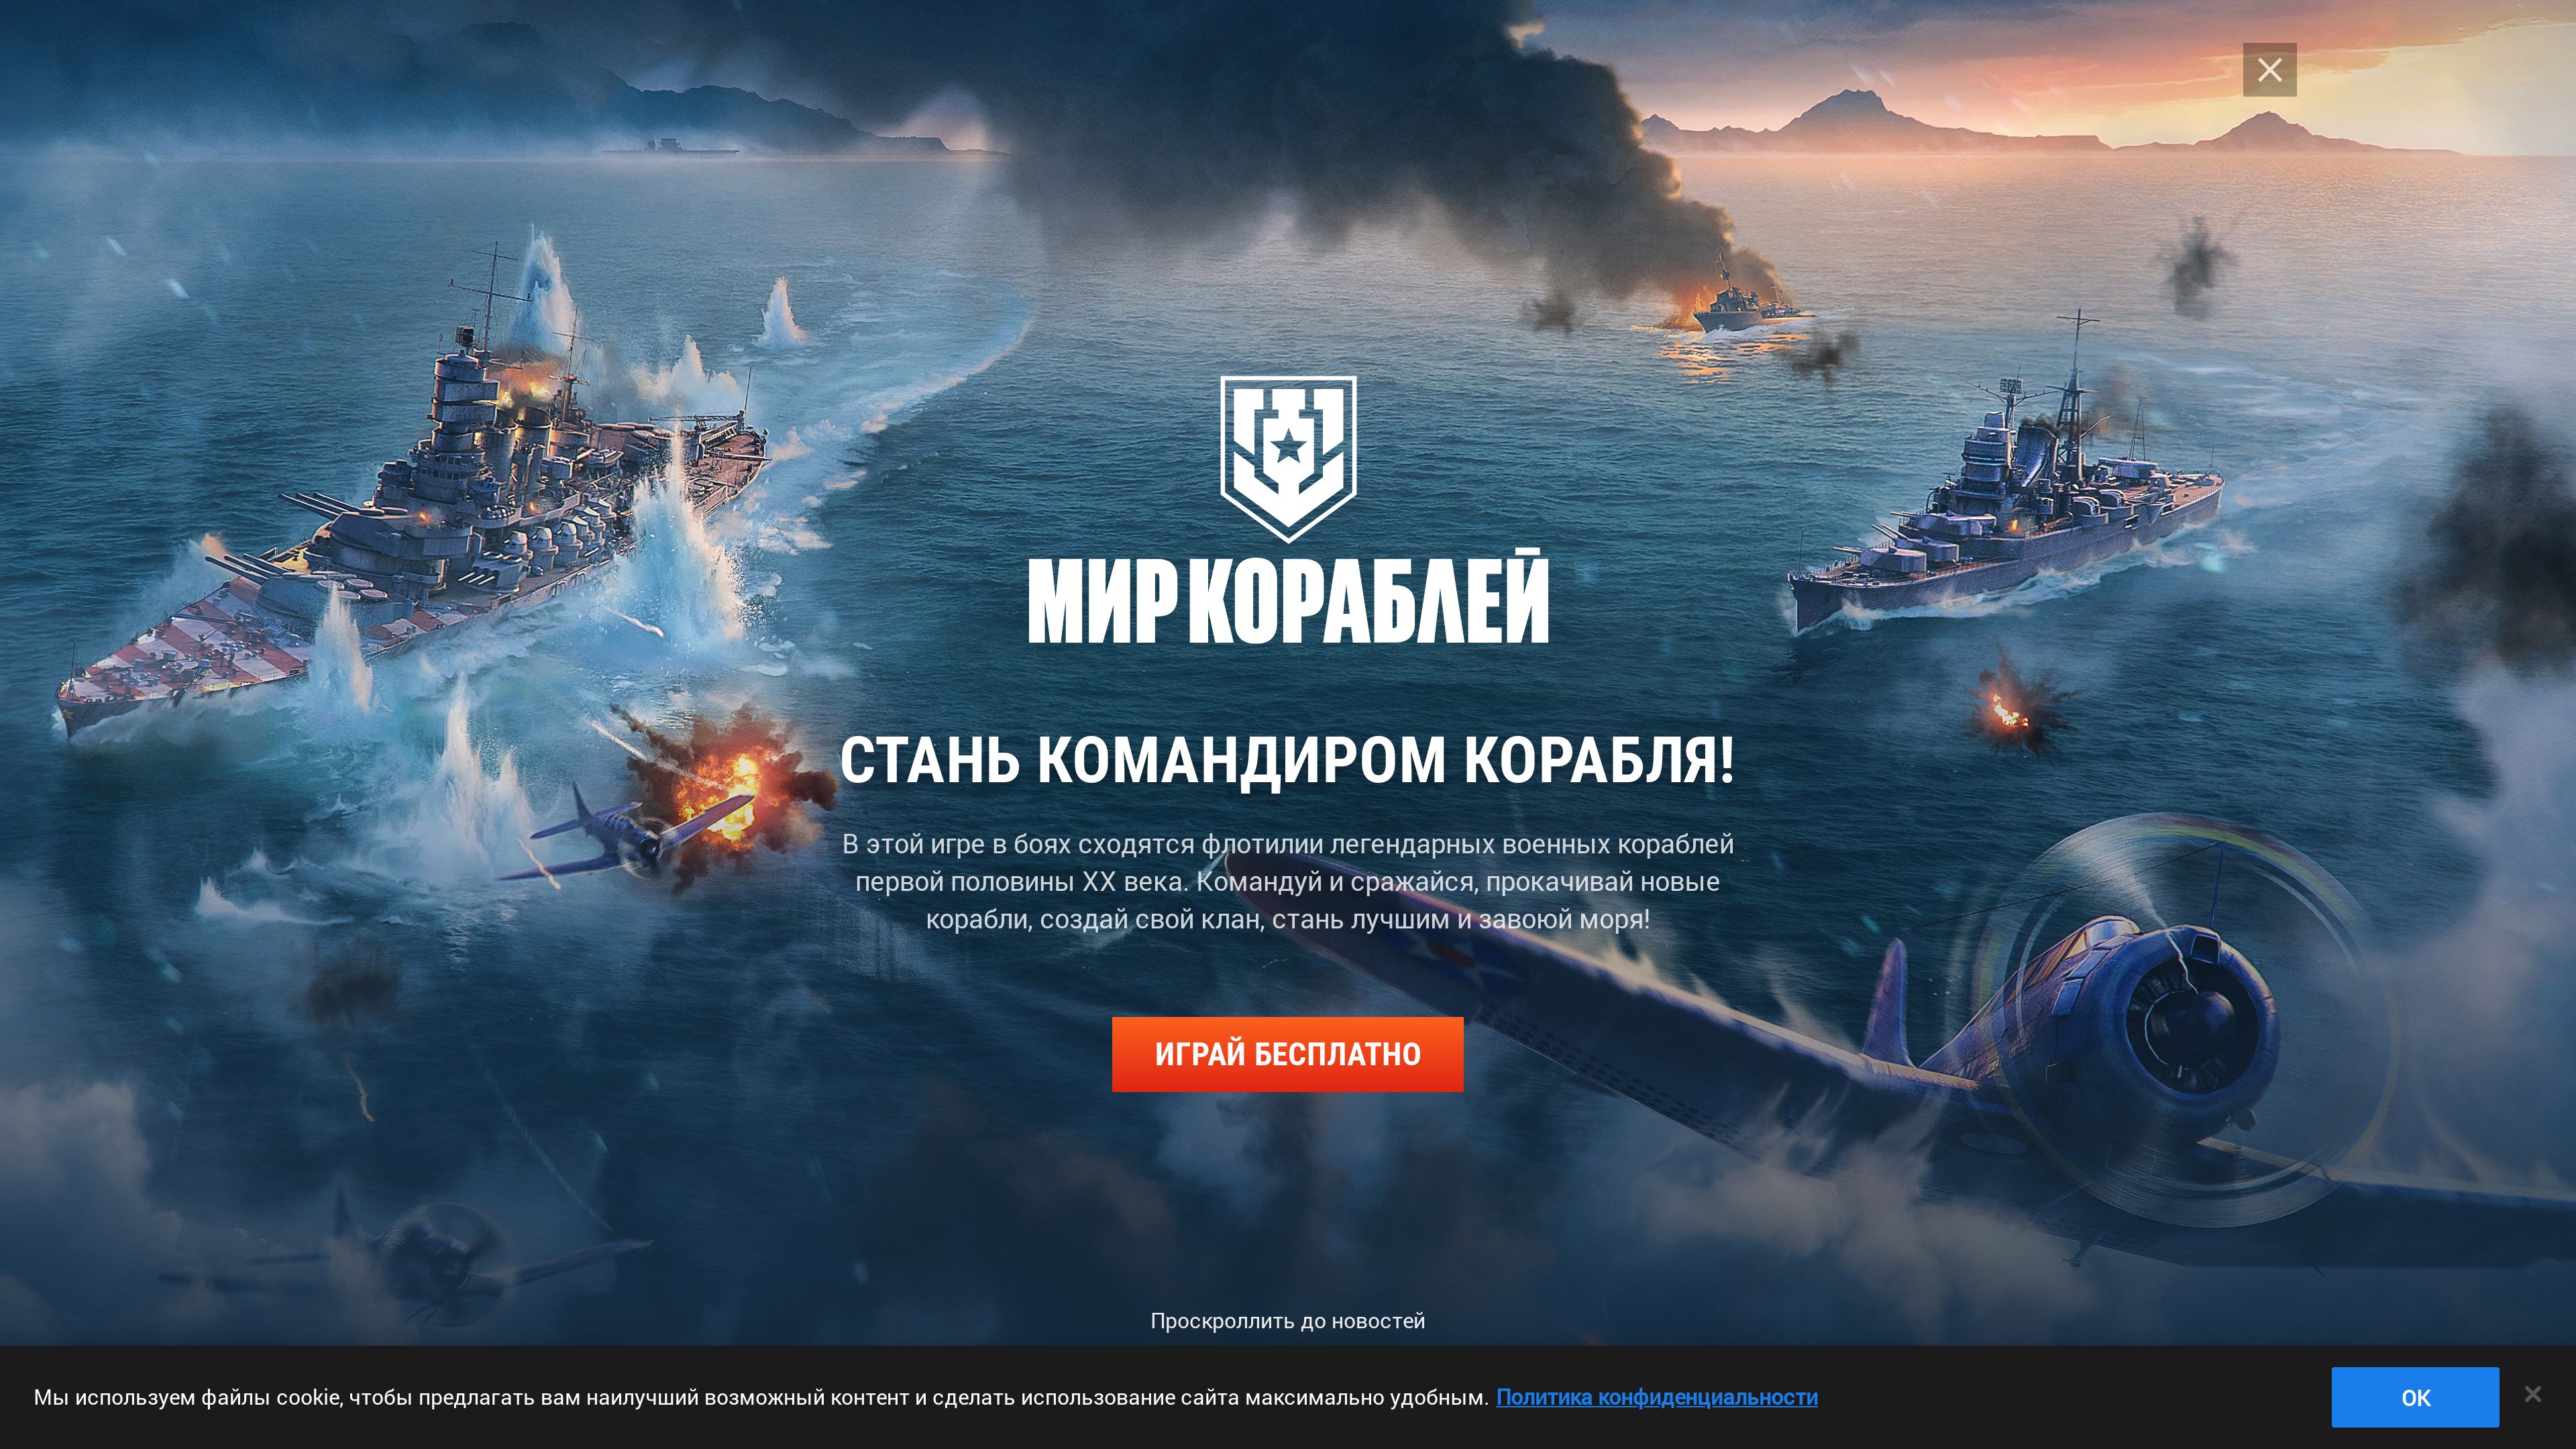 МИР КОРАБЛЕЙ
СТАНЬ КОМАНДИРОМ КОРАБЛЯ!
В этой игре в боях сходятся флотилии легендарных военных кораблей
первой половины XX века. Командуй и сражайся, прокачивай новые
корабли, создай свой клан, стань лучшим и завоюй моря!
ИГРАЙ БЕСПЛАТНО
Проскроллить до новостей
Мы используем файлы cookie, чтобы предлагать вам наилучший возможный контент и сделать использование сайта максимально удобным. Политика конфиденциальности
ОК